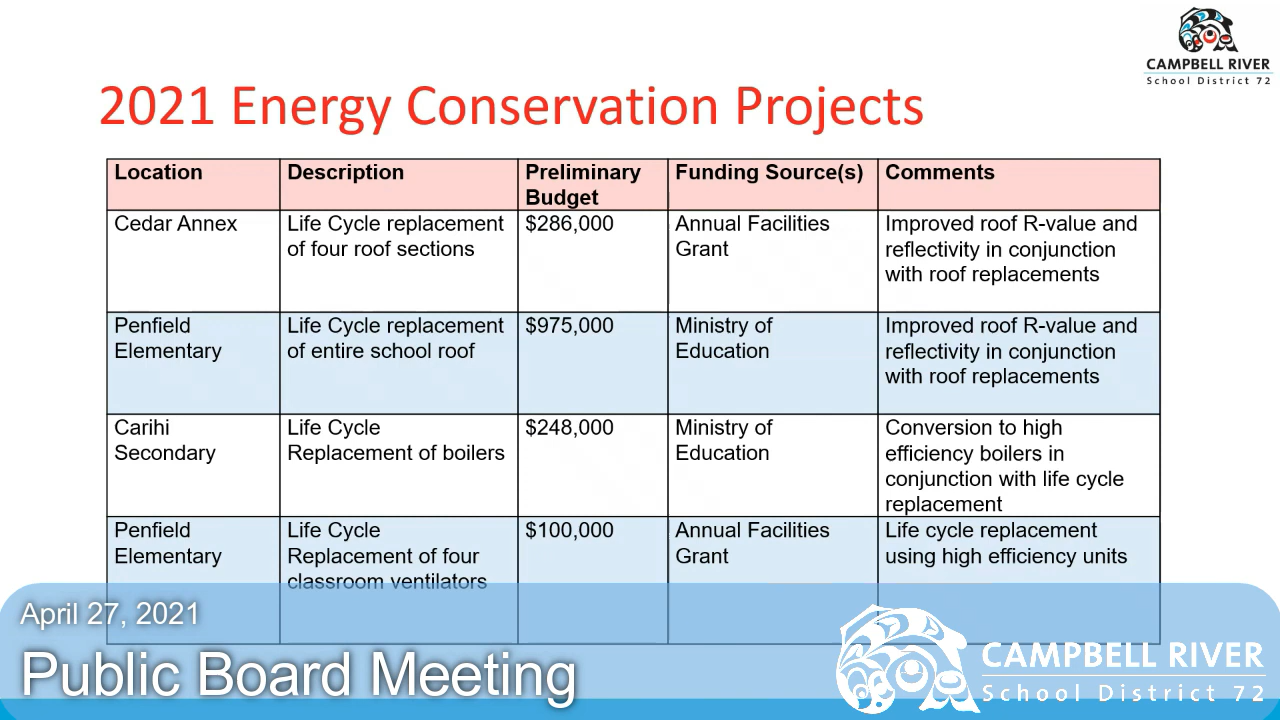 CAMPBELL RIVER
School District 72
2021 Energy Conservation Projects
Location
Description
Preliminary
Budget
Funding Source(s)
Comments
Cedar Annex
Life Cycle replacement
of four roof sections
$286,000
Annual Facilities
Grant
Improved roof R-value and
reflectivity in conjunction
with roof replacements
Penfield
Elementary
Life Cycle replacement
of entire school roof
$975,000
Ministry of
Education
Improved roof R-value and
reflectivity in conjunction
with roof replacements
Carihi
Secondary
Life Cycle
Replacement of boilers
$248,000
Ministry of
Education
Conversion to high
efficiency boilers in
conjunction with life cycle
replacement
Penfield
Elementary
Life Cycle
Replacement of four
classroom ventilators
$100,000
Annual Facilities
Grant
Life cycle replacement
using high efficiency units
April 27, 2021
Public Board Meeting
CAMPBELL RIVER
School District 72